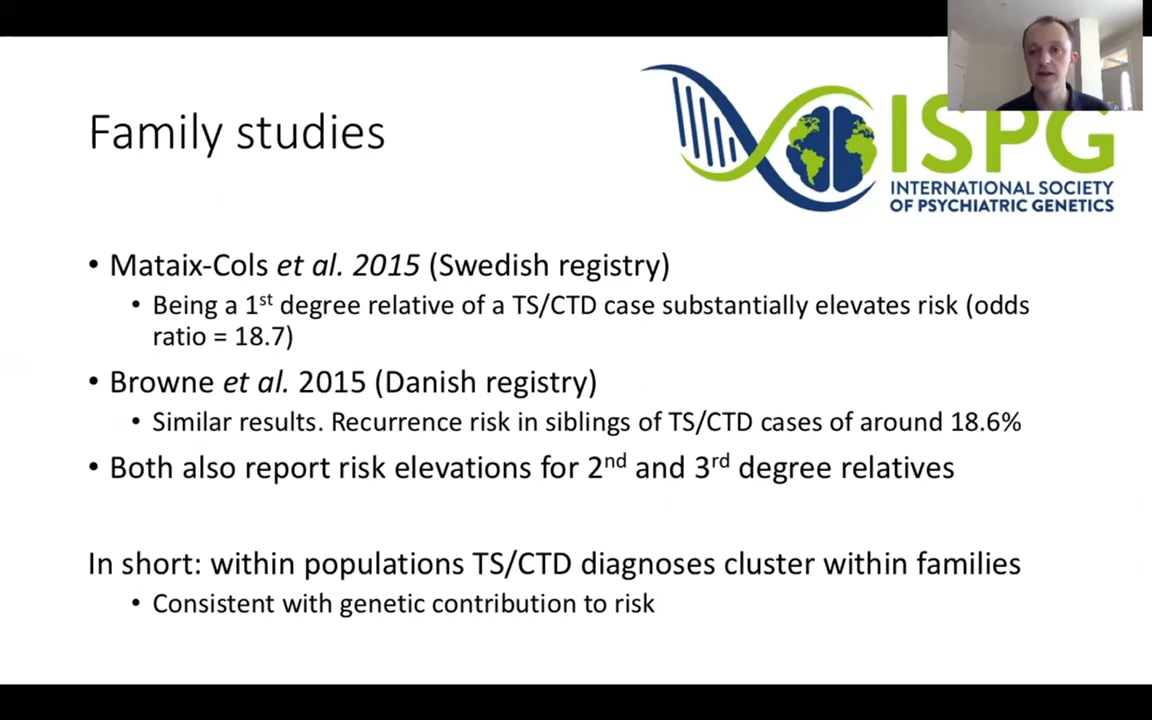 Family studies
ISPG
INTERNATIONAL SOCIETY
OF PSYCHIATRIC GENETICS
• Mataix-Cols et al. 2015 (Swedish registry)
• Being a 1st degree relative of a TS/CTD case substantially elevates risk (odds
ratio = 18.7)
• Browne et al. 2015 (Danish registry)
• Similar results. Recurrence risk in siblings of TS/CTD cases of around 18.6%
• Both also report risk elevations for 2nd and 3rd degree relatives
In short: within populations TS/CTD diagnoses cluster within families
• Consistent with genetic contribution to risk